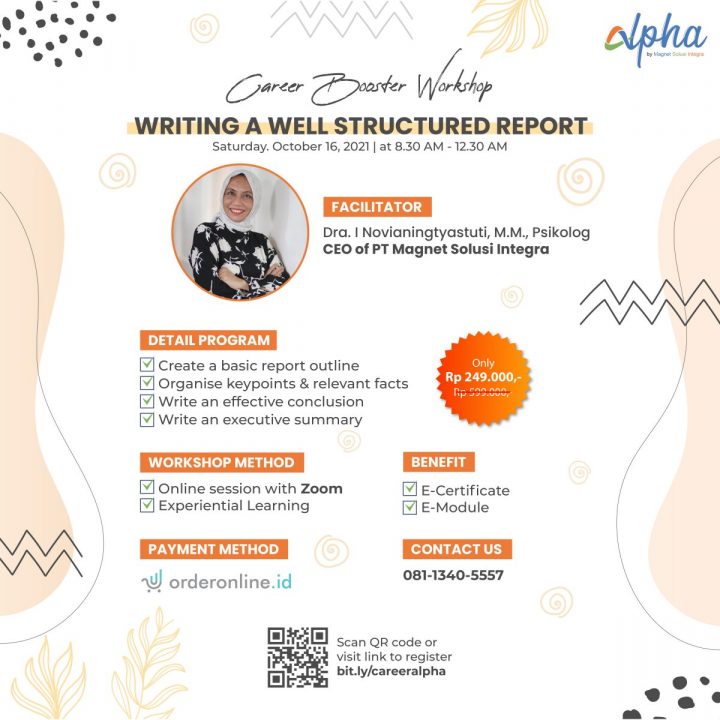 alpha
by Magnet Solusi Integra
Career Booster Workshop
WRITING A WELL STRUCTURED REPORT
Saturday. October 16, 2021 | at 8.30 AM - 12.30 AM
FACILITATOR
Dra. I Novianingtyastuti, M.M., Psikolog
CEO of PT Magnet Solusi Integra
DETAIL PROGRAM
Create a basic report outline
Organise keypoints & relevant facts
Write an effective conclusion
Write an executive summary
Only
Rp 249.000,-
Rp 599.000,-
WORKSHOP METHOD
Online session with Zoom
Experiential Learning
BENEFIT
E-Certificate
E-Module
PAYMENT METHOD
orderonline.id
CONTACT US
081-1340-5557
Scan QR code or
visit link to register
bit.ly/careeralpha